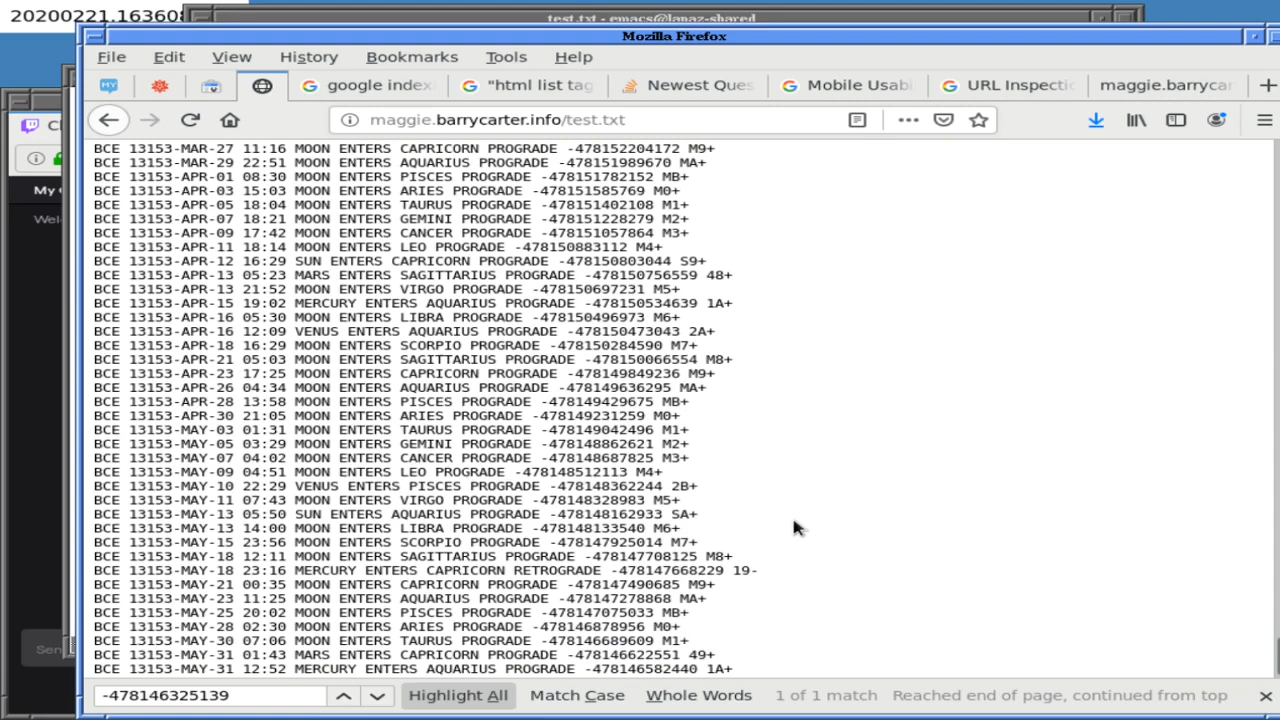 20200221.16360
test.txt - emacs@lanaz-shared
Mozilla Firefox
File Edit View History Bookmarks Tools Help
google index "html list tag Newest Ques Mobile Usabi URL Inspectio maggie.barrycar
maggie.barrycarter.info/test.txt
My
Wel
Sen
BCE 13153-MAR-27 11:16 MOON ENTERS CAPRICORN PROGRADE -478152204172 M9+
BCE 13153-MAR-29 22:51 MOON ENTERS AQUARIUS PROGRADE -478151989670 MA+
BCE 13153-APR-01 08:30 MOON ENTERS PISCES PROGRADE -478151782152 MB+
BCE 13153-APR-03 15:03 MOON ENTERS ARIES PROGRADE -478151585769 M0+
BCE 13153-APR-05 18:04 MOON ENTERS TAURUS PROGRADE -478151402108 M1+
BCE 13153-APR-07 18:21 MOON ENTERS GEMINI PROGRADE -478151228279 M2+
BCE 13153-APR-09 17:42 MOON ENTERS CANCER PROGRADE -478151057864 M3+
BCE 13153-APR-11 18:14 MOON ENTERS LEO PROGRADE -478150883112 M4+
BCE 13153-APR-12 16:29 SUN ENTERS CAPRICORN PROGRADE -478150803044 S9+
BCE 13153-APR-13 05:23 MARS ENTERS SAGITTARIUS PROGRADE -478150756559 48+
BCE 13153-APR-13 21:52 MOON ENTERS VIRGO PROGRADE -478150697231 M5+
BCE 13153-APR-15 19:02 MERCURY ENTERS AQUARIUS PROGRADE -478150534639 1A+
BCE 13153-APR-16 05:30 MOON ENTERS LIBRA PROGRADE -478150496973 M6+
BCE 13153-APR-16 12:09 VENUS ENTERS AQUARIUS PROGRADE -478150473043 2A+
BCE 13153-APR-18 16:29 MOON ENTERS SCORPIO PROGRADE -478150284590 M7+
BCE 13153-APR-21 05:03 MOON ENTERS SAGITTARIUS PROGRADE -478150066554 M8+
BCE 13153-APR-23 17:25 MOON ENTERS CAPRICORN PROGRADE -478149849236 M9+
BCE 13153-APR-26 04:34 MOON ENTERS AQUARIUS PROGRADE -478149636295 MA+
BCE 13153-APR-28 13:58 MOON ENTERS PISCES PROGRADE -478149429675 MB+
BCE 13153-APR-30 21:05 MOON ENTERS ARIES PROGRADE -478149231259 M0+
BCE 13153-MAY-03 01:31 MOON ENTERS TAURUS PROGRADE -478149042496 M1+
BCE 13153-MAY-05 03:29 MOON ENTERS GEMINI PROGRADE -478148862621 M2+
BCE 13153-MAY-07 04:02 MOON ENTERS CANCER PROGRADE -478148687825 M3+
BCE 13153-MAY-09 04:51 MOON ENTERS LEO PROGRADE -478148512113 M4+
BCE 13153-MAY-10 22:29 VENUS ENTERS PISCES PROGRADE -478148362244 2B+
BCE 13153-MAY-11 07:43 MOON ENTERS VIRGO PROGRADE -478148328983 M5+
BCE 13153-MAY-13 05:50 SUN ENTERS AQUARIUS PROGRADE -478148162933 SA+
BCE 13153-MAY-13 14:00 MOON ENTERS LIBRA PROGRADE -478148133540 M6+
BCE 13153-MAY-15 23:56 MOON ENTERS SCORPIO PROGRADE -478147925014 M7+
BCE 13153-MAY-18 12:11 MOON ENTERS SAGITTARIUS PROGRADE -478147708125 M8+
BCE 13153-MAY-18 23:16 MERCURY ENTERS CAPRICORN RETROGRADE -478147668229 19-
BCE 13153-MAY-21 00:35 MOON ENTERS CAPRICORN PROGRADE -478147490685 M9+
BCE 13153-MAY-23 11:25 MOON ENTERS AQUARIUS PROGRADE -478147278868 MA+
BCE 13153-MAY-25 20:02 MOON ENTERS PISCES PROGRADE -478147075033 MB+
BCE 13153-MAY-28 02:30 MOON ENTERS ARIES PROGRADE -478146878956 M0+
BCE 13153-MAY-30 07:06 MOON ENTERS TAURUS PROGRADE -478146689609 M1+
BCE 13153-MAY-31 01:43 MARS ENTERS CAPRICORN PROGRADE -478146622551 49+
BCE 13153-MAY-31 12:52 MERCURY ENTERS AQUARIUS PROGRADE -478146582440 1A+
-478146325139 Highlight All Match Case Whole Words 1 of 1 match Reached end of page, continued from top